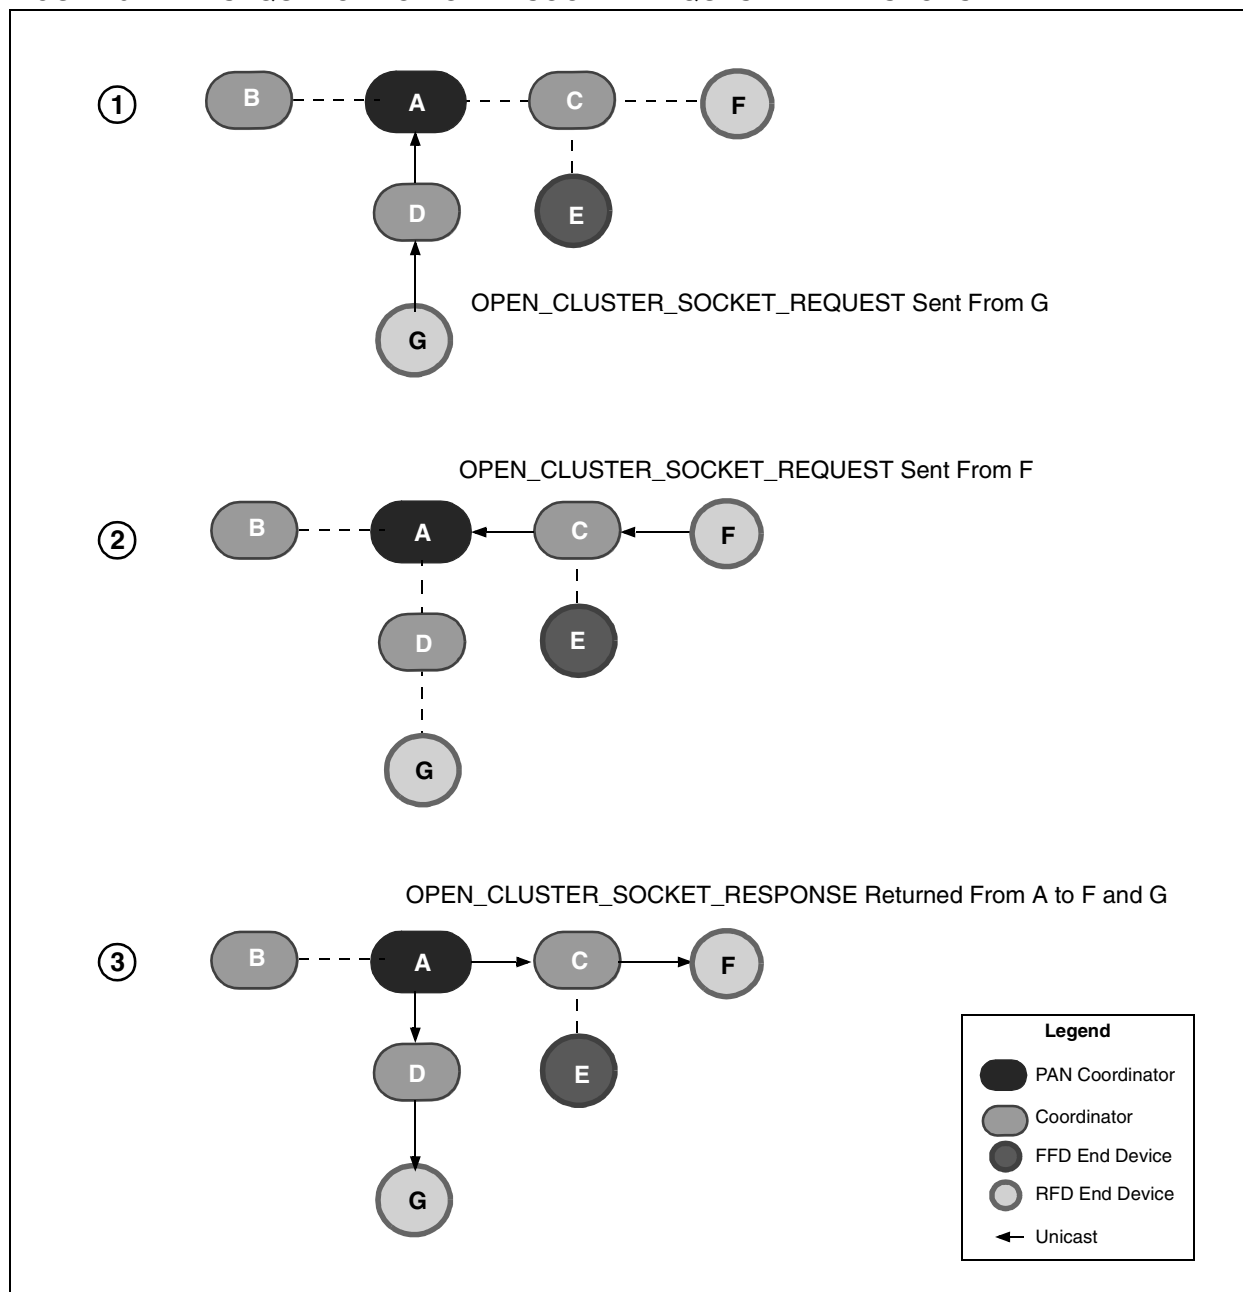 1
B
A
C
F
D
E
OPEN_CLUSTER_SOCKET_REQUEST Sent From G
G
OPEN_CLUSTER_SOCKET_REQUEST Sent From F
2
B
A
C
F
D
E
G
OPEN_CLUSTER_SOCKET_RESPONSE Returned From A to F and G
3
B
A
C
F
D
E
G
Legend
PAN Coordinator
Coordinator
FFD End Device
RFD End Device
Unicast